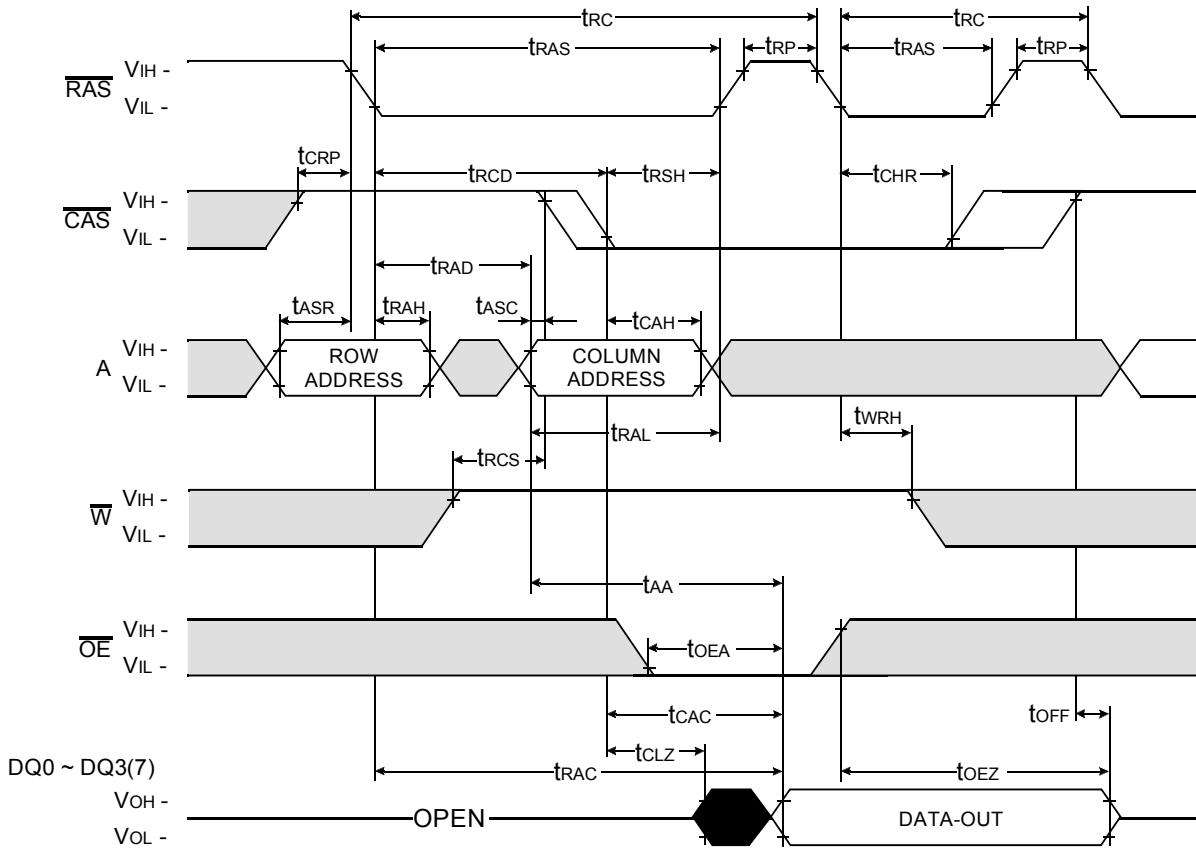 tRC tRC
tRAS tRP tRAS tRP
RAS VIH -
VIL -
tCRP tRCD tRSH tCHR
CAS VIH -
VIL -
tRAD
tASR tRAH tASC tCAH
A VIH -
VIL -
ROW ADDRESS
COLUMN ADDRESS
tWRH
tRAL
tRCS
W VIH -
VIL -
tAA
OE VIH -
VIL -
tOEA
tCAC tOFF
tCLZ
DQ0 ~ DQ3(7) tRAC tOEZ
VOH -
VOL -
OPEN DATA-OUT